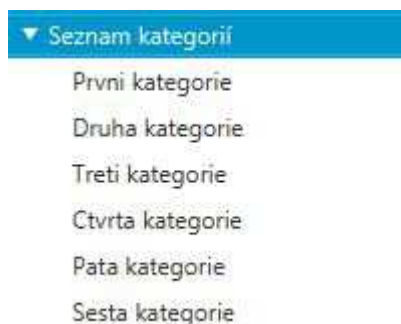 Seznam kategorií
Prvni kategorie
Druha kategorie
Treti kategorie
Ctvrta kategorie
Pata kategorie
Sesta kategorie